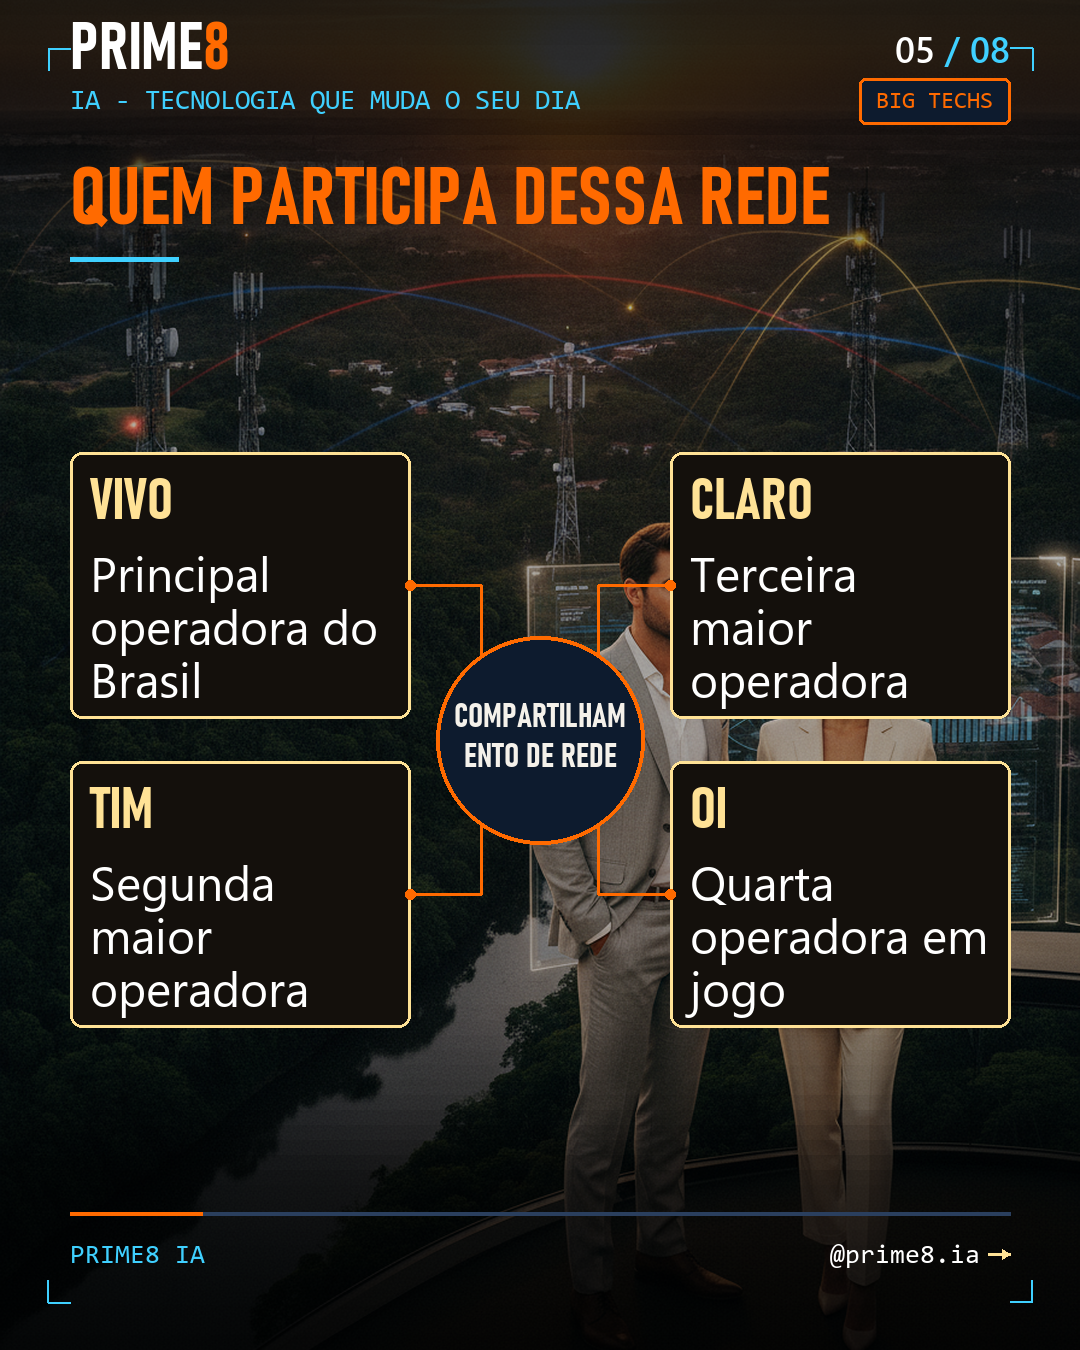 PRIME8
05 / 08
IA - TECNOLOGIA QUE MUDA O SEU DIA
BIG TECHS
QUEM PARTICIPA DESSA REDE
VIVO
Principal
operadora do
Brasil
CLARO
Terceira
maior
operadora
COMPARTILHAM
ENTO DE REDE
TIM
Segunda
maior
operadora
OI
Quarta
operadora em
jogo
PRIME8 IA
@prime8.ia